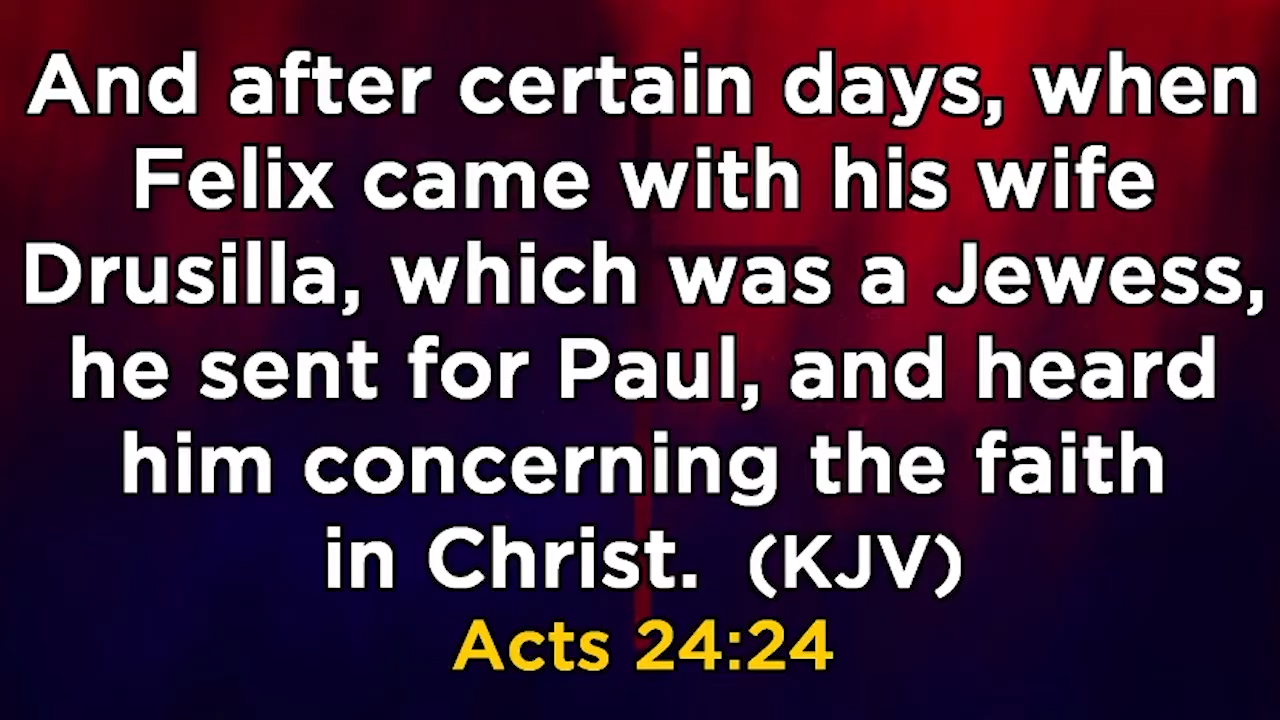 And after certain days, when
Felix came with his wife
Drusilla, which was a Jewess,
he sent for Paul, and heard
him concerning the faith
in Christ. (KJV)
Acts 24:24